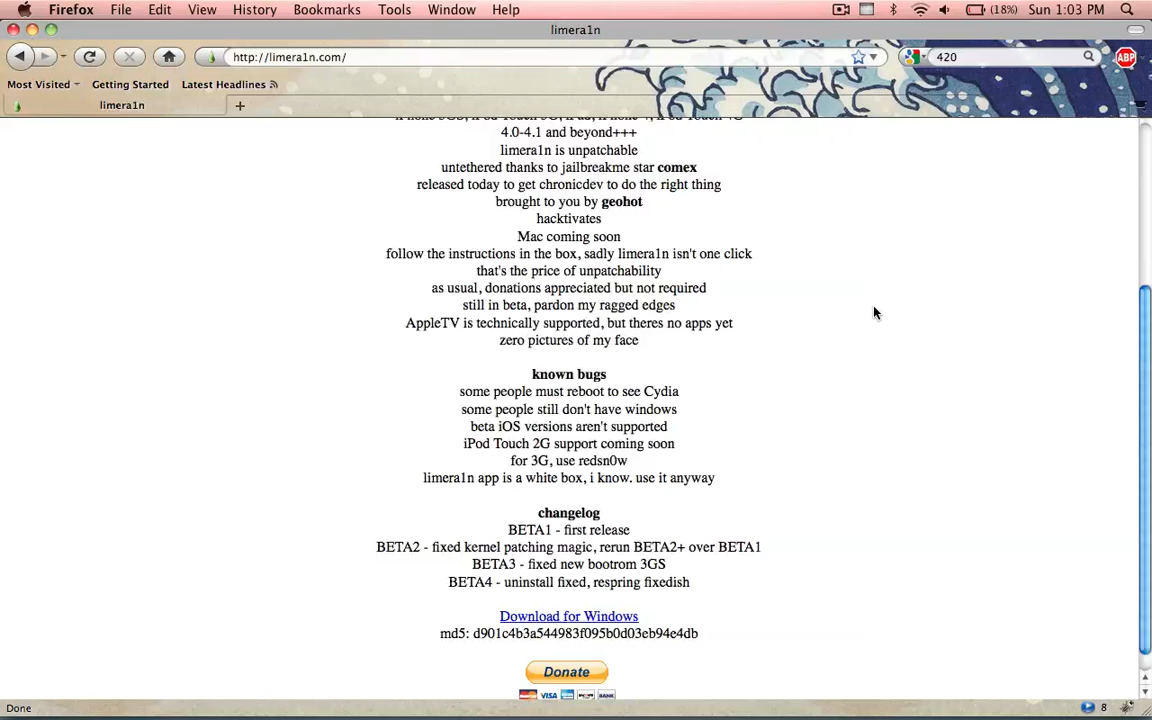 Firefox File Edit View History Bookmarks Tools Window Help (18%) Sun 1:03 PM
limera1n
http://limera1n.com/ 420 ABP
Most Visited Getting Started Latest Headlines
limera1n
4.0-4.1 and beyond+++
limera1n is unpatchable
untethered thanks to jailbreakme star comex
released today to get chronicdev to do the right thing
brought to you by geohot
hacktivates
Mac coming soon
follow the instructions in the box, sadly limera1n isn't one click
that's the price of unpatchability
as usual, donations appreciated but not required
still in beta, pardon my ragged edges
AppleTV is technically supported, but theres no apps yet
zero pictures of my face
known bugs
some people must reboot to see Cydia
some people still don't have windows
beta iOS versions aren't supported
iPod Touch 2G support coming soon
for 3G, use redsn0w
limera1n app is a white box, i know. use it anyway
changelog
BETA1 - first release
BETA2 - fixed kernel patching magic, rerun BETA2+ over BETA1
BETA3 - fixed new bootrom 3GS
BETA4 - uninstall fixed, respring fixedish
Download for Windows
md5: d901c4b3a544983f095b0d03eb94e4db
Donate
VISA BANK
Done 8